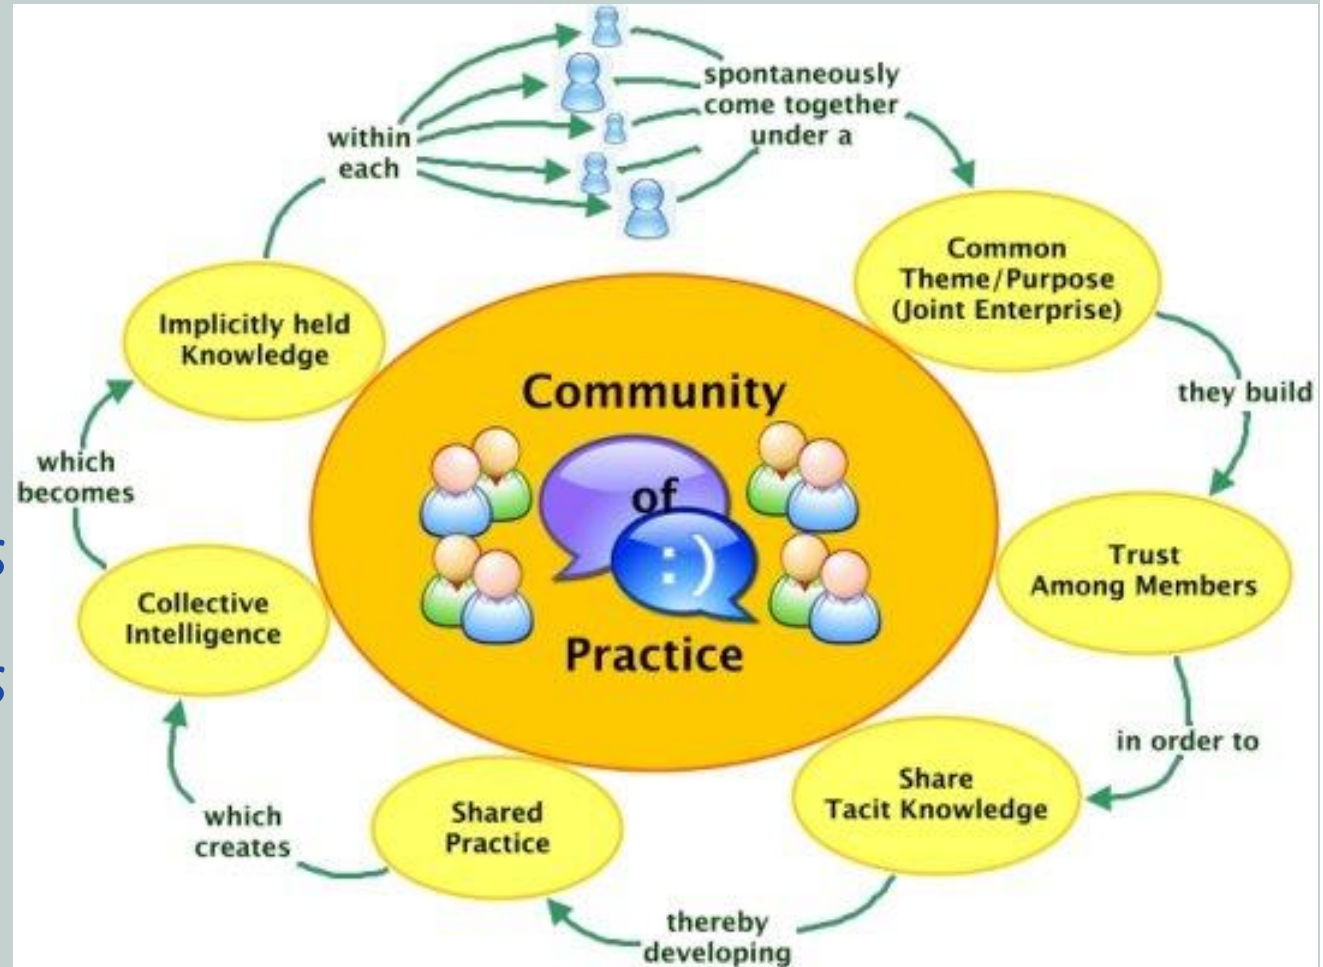 within
each
spontaneously
come together
under a
Common
Theme/Purpose
(Joint Enterprise)
they build
Trust
Among Members
in order to
Share
Tacit Knowledge
thereby
developing
Shared
Practice
which
creates
Collective
Intelligence
which
becomes
Implicitly held
Knowledge
Community
of
:)
Practice
s
s